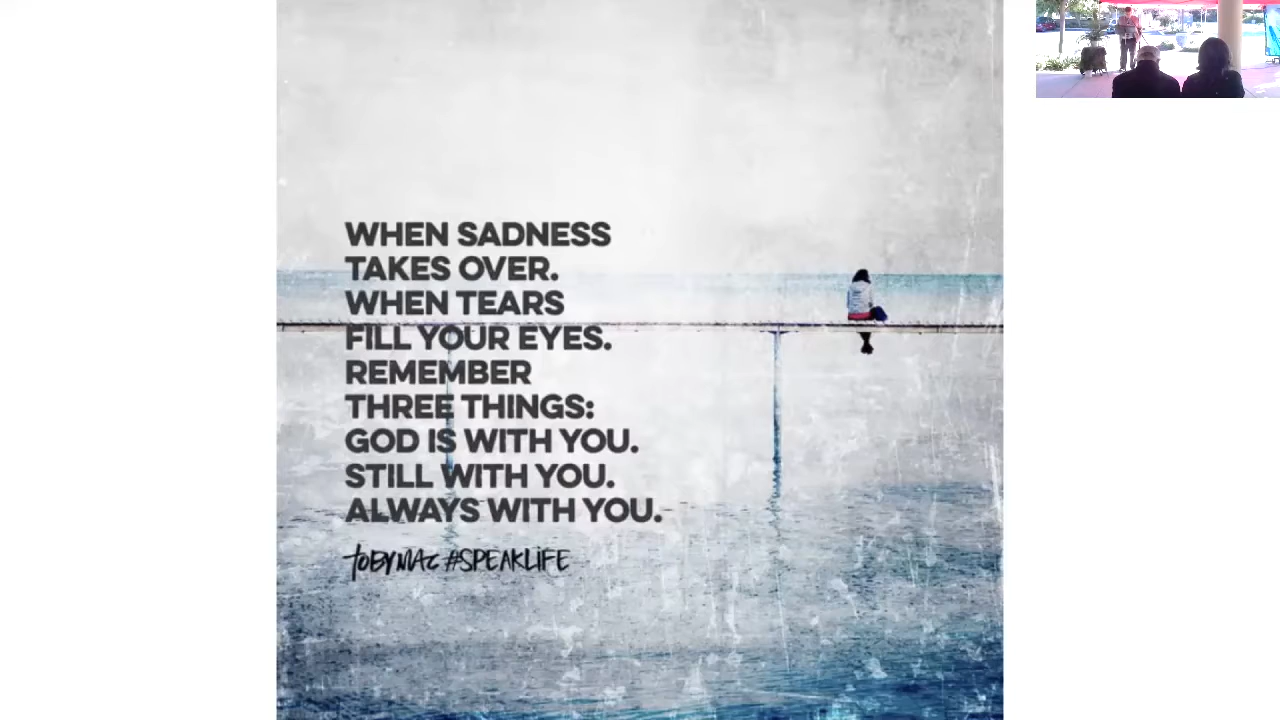 WHEN SADNESS
TAKES OVER.
WHEN TEARS
FILL YOUR EYES.
REMEMBER
THREE THINGS:
GOD IS WITH YOU.
STILL WITH YOU.
ALWAYS WITH YOU.
TOBYMAC #SPEAKLIFE